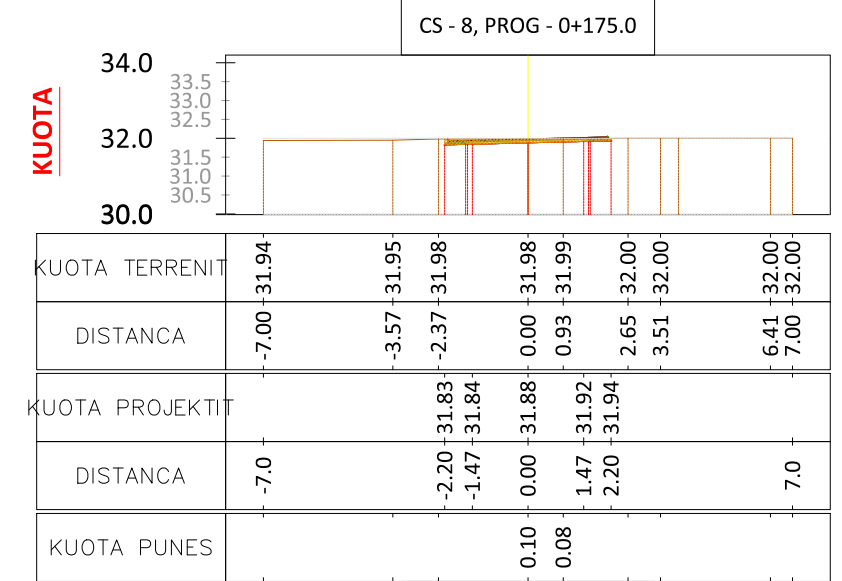 CS - 8, PROG - 0+175.0
KUOTA
34.0
33.5
33.0
32.5
32.0
31.5
31.0
30.5
30.0
KUOTA TERRENIT 31.94 31.95 31.98 31.98 31.99 32.00 32.00 32.00 32.00
DISTANCA -7.00 -3.57 -2.37 0.00 0.93 2.65 3.51 6.41 7.00
KUOTA PROJEKTIT 31.83 31.84 31.88 31.92 31.94
DISTANCA -7.0 -2.20 -1.47 0.00 1.47 2.20 7.0
KUOTA PUNES 0.10 0.08